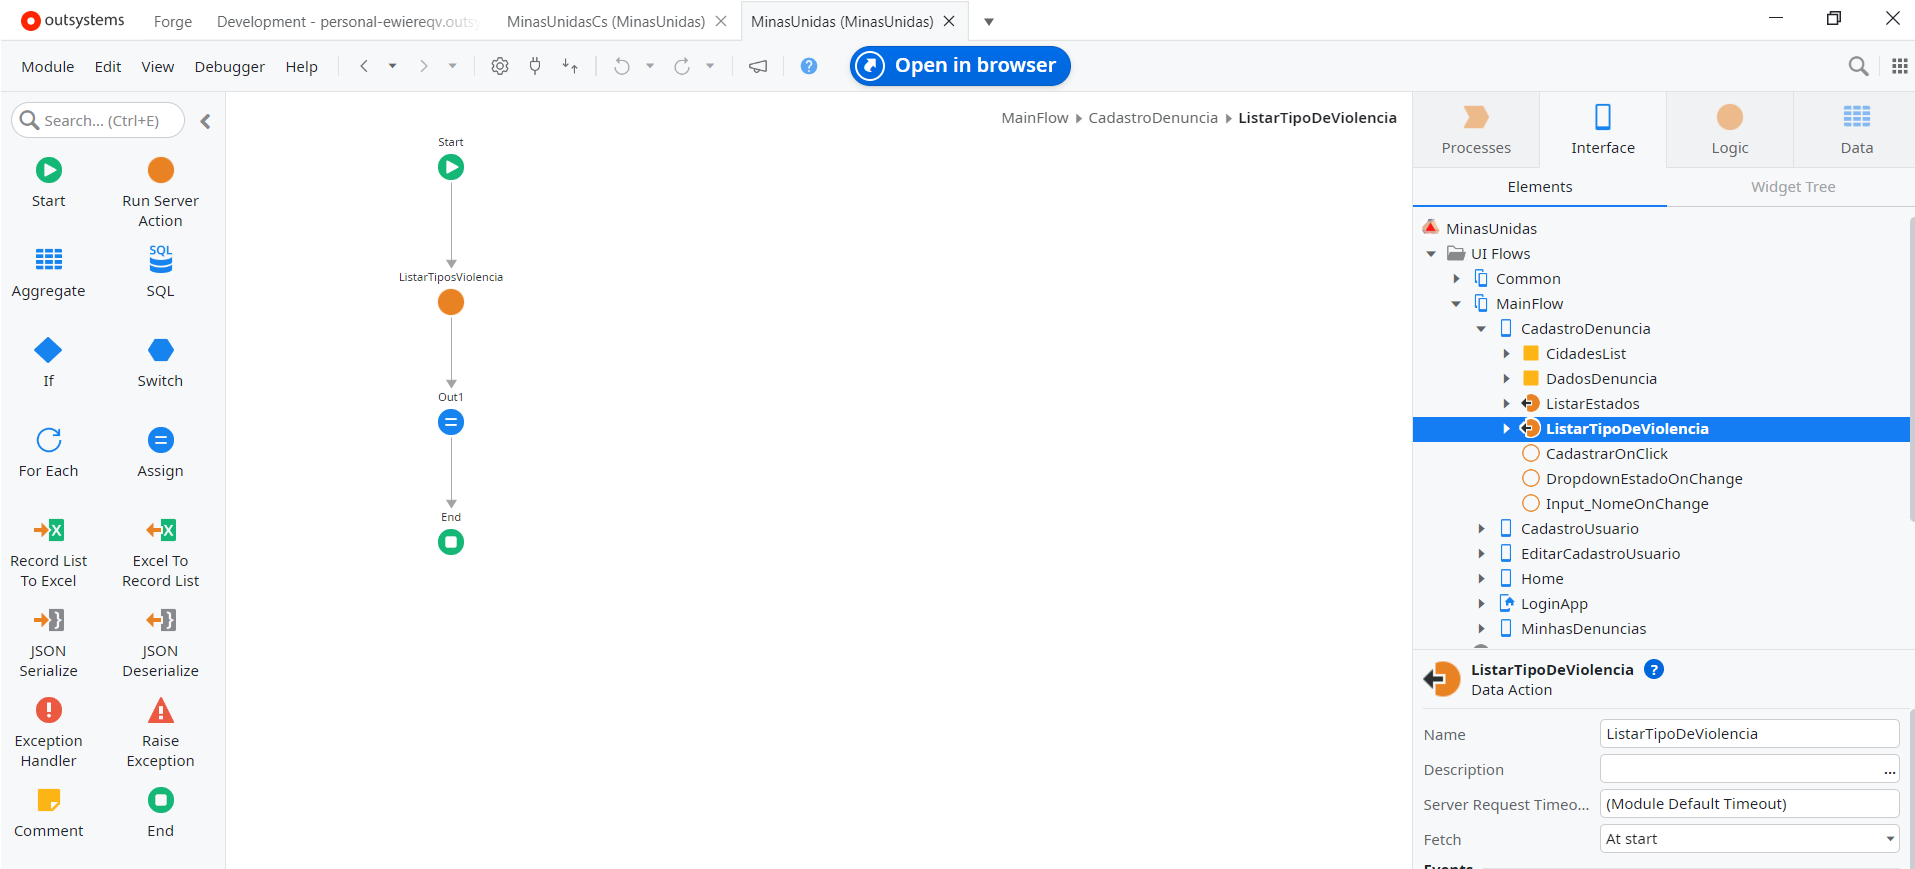 outsystems
Forge
Development - personal-ewiereqv.outsy
MinasUnidasCs (MinasUnidas)
MinasUnidas (MinasUnidas)
Module
Edit
View
Debugger
Help
?
Open in browser
Search... (Ctrl+E)
Start
Run Server
Action
Aggregate
SQL
SQL
If
Switch
For Each
Assign
Record List
To Excel
Excel To
Record List
JSON
Serialize
JSON
Deserialize
Exception
Handler
Raise
Exception
Comment
End
MainFlow
CadastroDenuncia
ListarTipoDeViolencia
Start
ListarTiposViolencia
Out1
End
Processes
Interface
Logic
Data
Elements
Widget Tree
MinasUnidas
UI Flows
Common
MainFlow
CadastroDenuncia
CidadesList
DadosDenuncia
ListarEstados
ListarTipoDeViolencia
CadastrarOnClick
DropdownEstadoOnChange
Input_NomeOnChange
CadastroUsuario
EditarCadastroUsuario
Home
LoginApp
MinhasDenuncias
ListarTipoDeViolencia ?
Data Action
Name
ListarTipoDeViolencia
Description
...
Server Request Timeo...
(Module Default Timeout)
Fetch
At start
Events